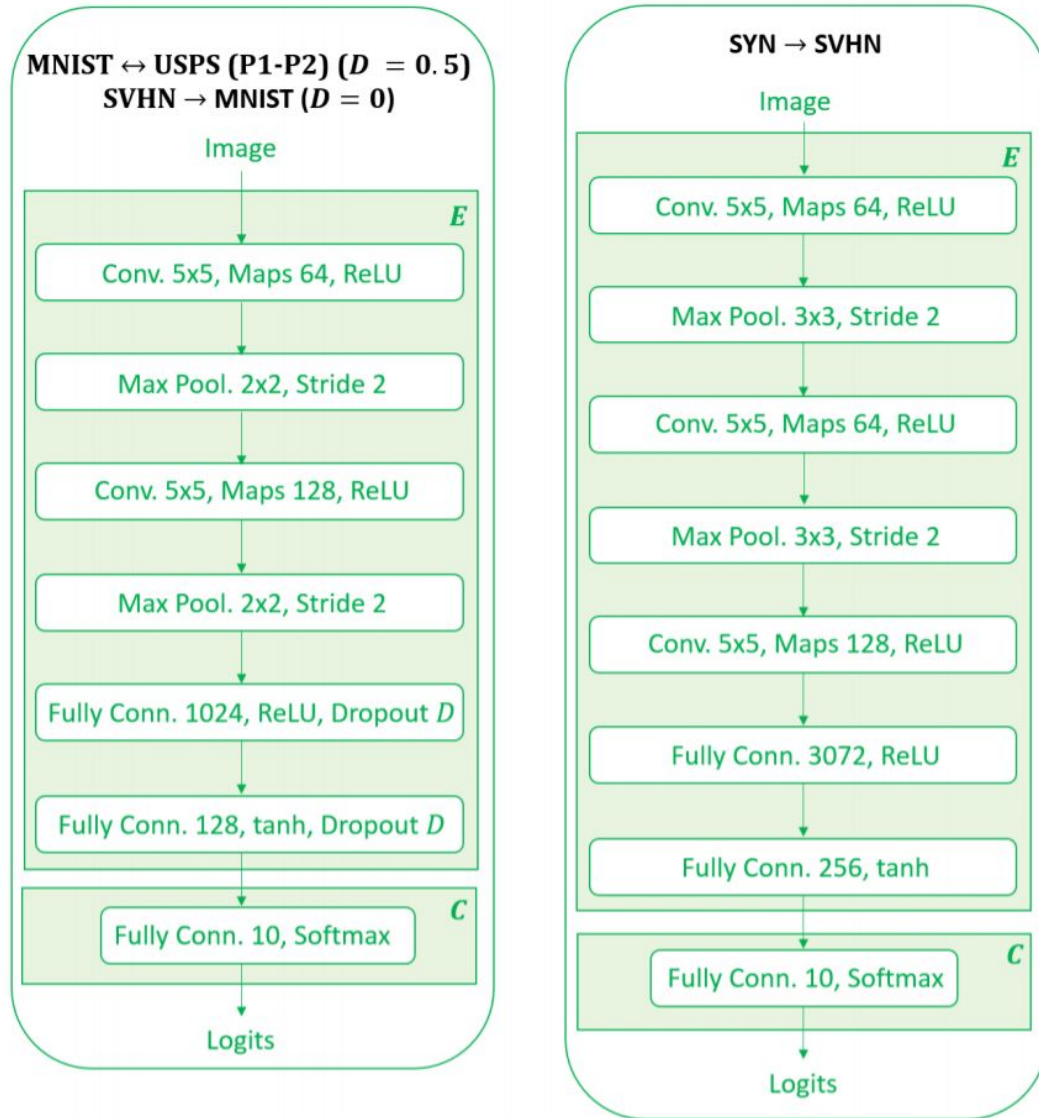 MNIST ↔ USPS (P1-P2) (D = 0.5)
SVHN → MNIST (D = 0)
Image
E
Conv. 5x5, Maps 64, ReLU
Max Pool. 2x2, Stride 2
Conv. 5x5, Maps 128, ReLU
Max Pool. 2x2, Stride 2
Fully Conn. 1024, ReLU, Dropout D
Fully Conn. 128, tanh, Dropout D
C
Fully Conn. 10, Softmax
Logits
SYN → SVHN
Image
E
Conv. 5x5, Maps 64, ReLU
Max Pool. 3x3, Stride 2
Conv. 5x5, Maps 64, ReLU
Max Pool. 3x3, Stride 2
Conv. 5x5, Maps 128, ReLU
Fully Conn. 3072, ReLU
Fully Conn. 256, tanh
C
Fully Conn. 10, Softmax
Logits